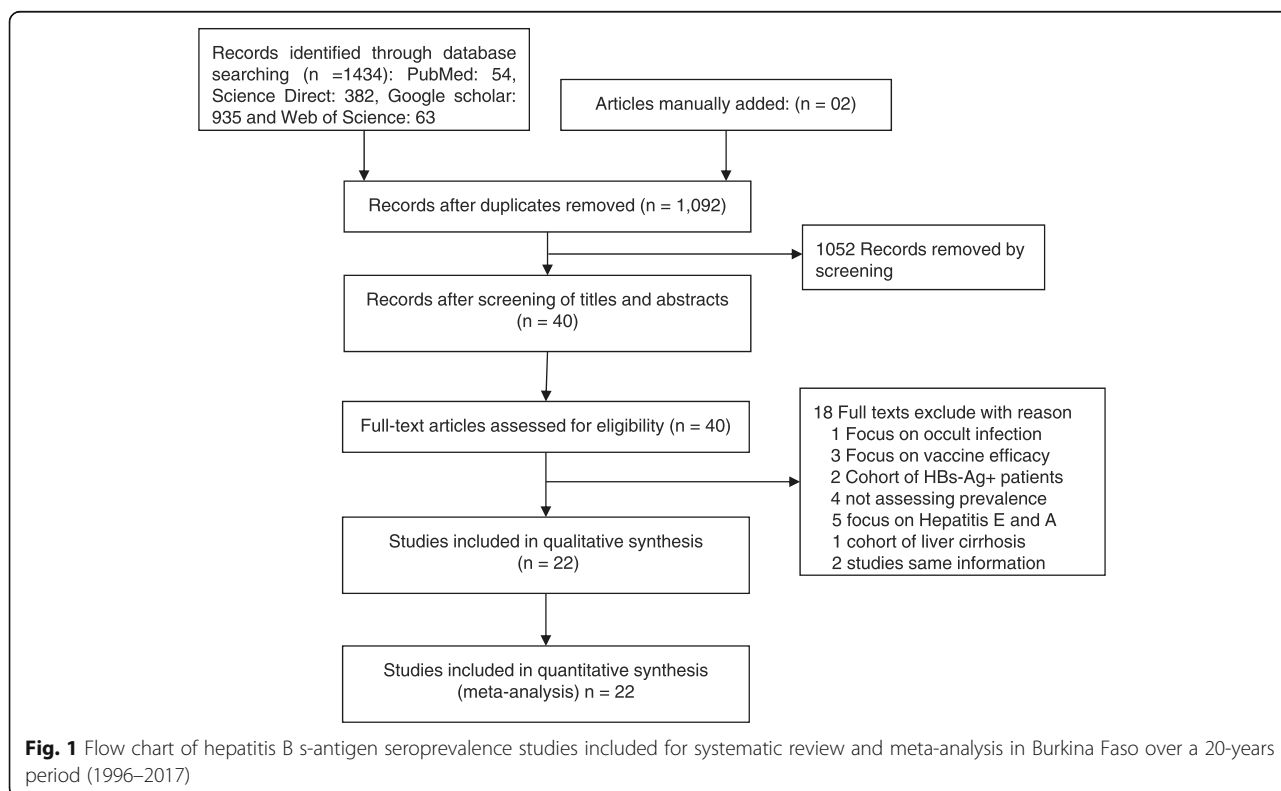 Records identified through database
searching (n =1434): PubMed: 54,
Science Direct: 382, Google scholar:
935 and Web of Science: 63
Articles manually added: (n = 02)
Records after duplicates removed (n = 1,092)
1052 Records removed by
screening
Records after screening of titles and abstracts
(n = 40)
Full-text articles assessed for eligibility (n = 40)
18 Full texts exclude with reason
1 Focus on occult infection
3 Focus on vaccine efficacy
2 Cohort of HBs-Ag+ patients
4 not assessing prevalence
5 focus on Hepatitis E and A
1 cohort of liver cirrhosis
2 studies same information
Studies included in qualitative synthesis
(n = 22)
Studies included in quantitative synthesis
(meta-analysis) n = 22
Fig. 1 Flow chart of hepatitis B s-antigen seroprevalence studies included for systematic review and meta-analysis in Burkina Faso over a 20-years
period (1996–2017)